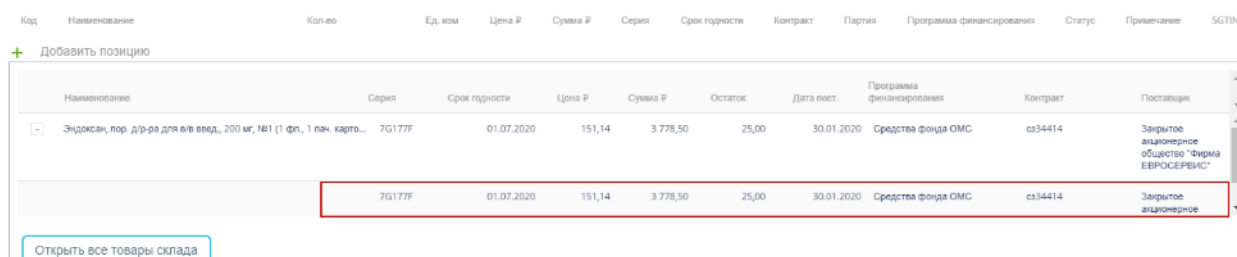 Код Наименование Кол-во Ед. изм Цена ₽ Сумма ₽ Серия Срок годности Контракт Партия Программа финансирования Статус Примечание SGTIN
+ Добавить позицию
Наименование Серия Срок годности Цена ₽ Сумма ₽ Остаток Дата пост. Программа финансирования Контракт Поставщик
- Эндоксан, пор. д/р-ра для в/в введ., 200 мг, №1 (1 фл., 1 пач. карто... 7G177F 01.07.2020 151,14 3 778,50 25,00 30.01.2020 Средства фонда ОМС сз34414 Закрытое
акционерное
общество "Фирма
ЕВРОСЕРВИС"
7G177F 01.07.2020 151,14 3 778,50 25,00 30.01.2020 Средства фонда ОМС сз34414 Закрытое
акционерное
Открыть все товары склада